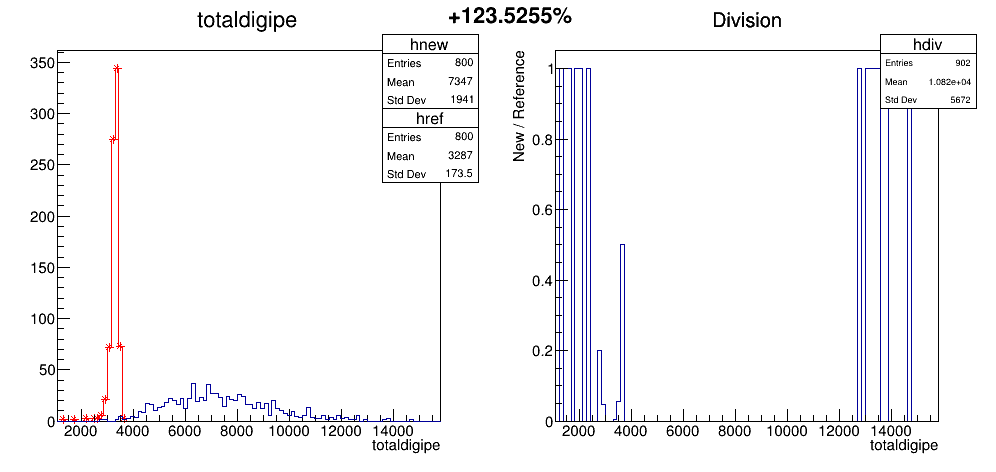 +123.5255%
totaldigipe
hnew
Entries 800
Mean 7347
Std Dev 1941
href
Entries 800
Mean 3287
Std Dev 173.5
350
300
250
200
150
100
50
0
2000 4000 6000 8000 10000 12000 14000
totaldigipe
Division
hdiv
Entries 902
Mean 1.082e+04
Std Dev 5672
New / Reference
1
0.8
0.6
0.4
0.2
0
2000 4000 6000 8000 10000 12000 14000
totaldigipe